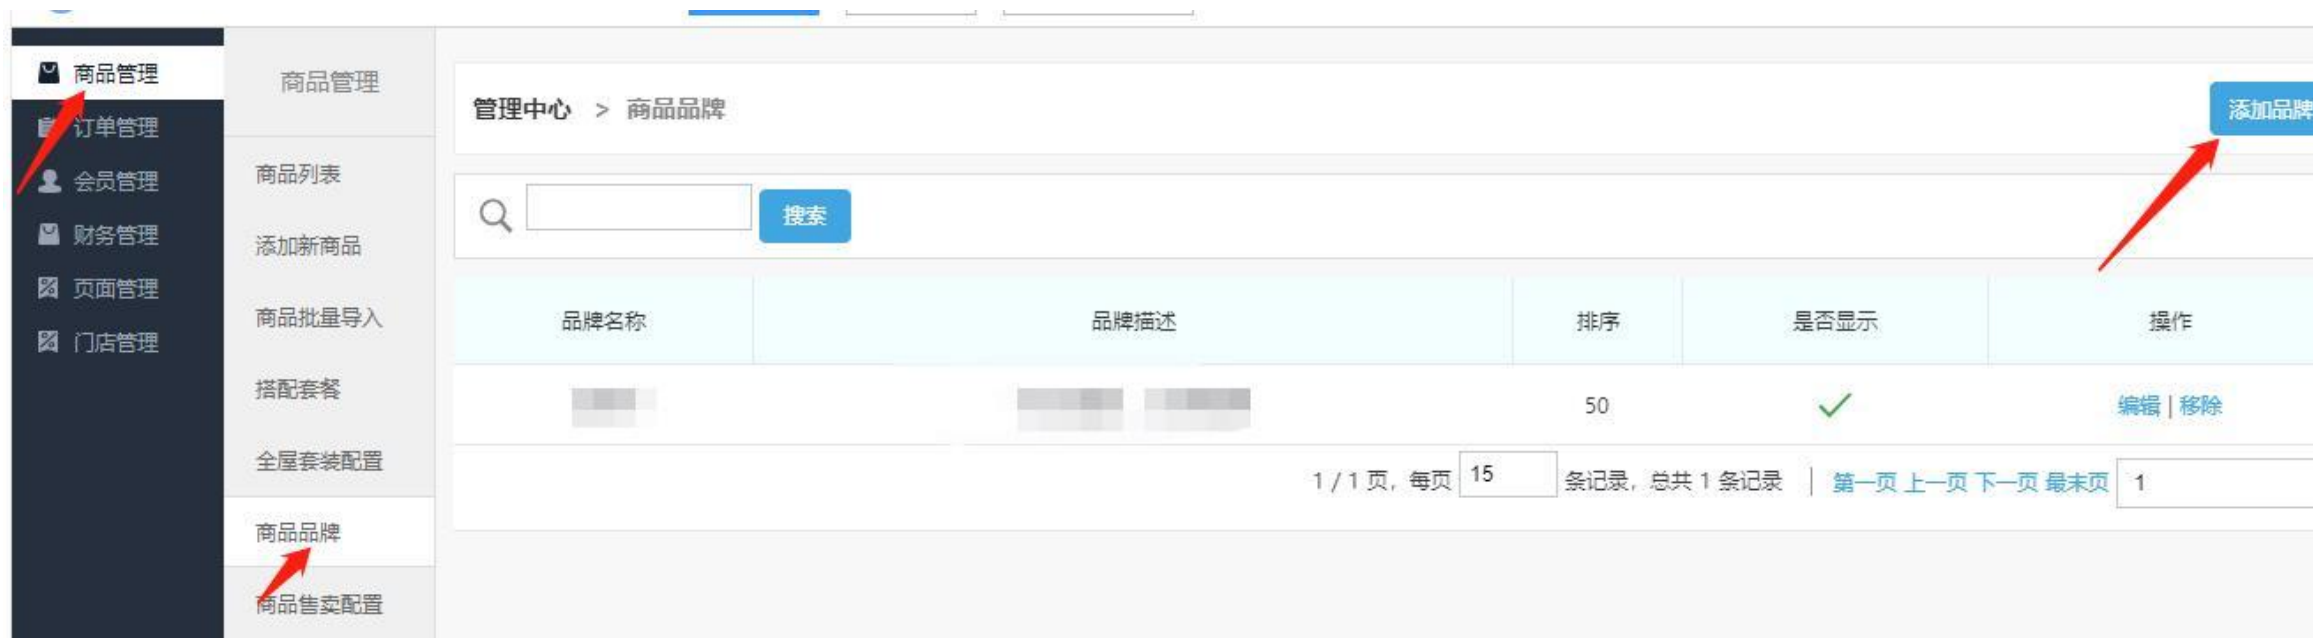 商品管理
订单管理
会员管理
财务管理
页面管理
门店管理
商品管理
商品列表
添加新商品
商品批量导入
搭配套餐
全屋套装配置
商品品牌
商品售卖配置
管理中心 > 商品品牌
添加品牌
搜索
品牌名称 品牌描述 排序 是否显示 操作
50 编辑 | 移除
1 / 1 页, 每页 15 条记录, 总共 1 条记录 | 第一页 上一页 下一页 最末页 1